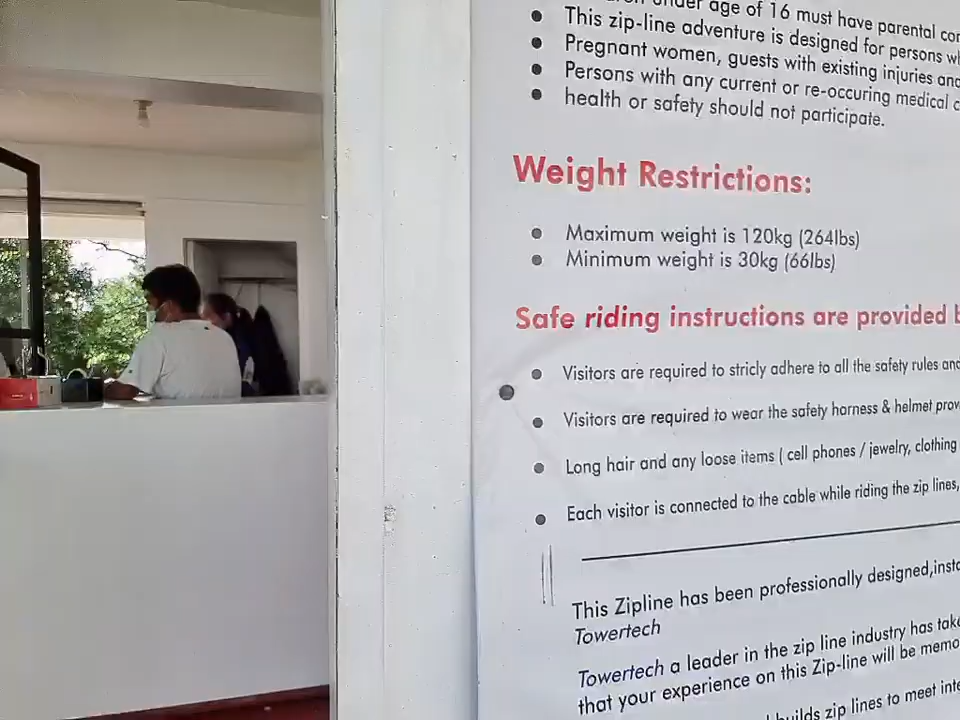 under age of 16 must have parental
This zip-line adventure is designed for persons
Pregnant women, guests with existing injuries and
Persons with any current or re-occuring medical
health or safety should not participate.
Weight Restrictions:
Maximum weight is 120kg (264lbs)
Minimum weight is 30kg (66lbs)
Safe riding instructions are provided
Visitors are required to stricly adhere to all the safety rules and
Visitors are required to wear the safety harness & helmet
Long hair and any loose items ( cell phones / jewelry, clothing
Each visitor is connected to the cable while riding the zip lines,
This Zipline has been professionally designed,
Towertech
Towertech a leader in the zip line industry has
that your experience on this Zip-line will be
builds zip lines to meet